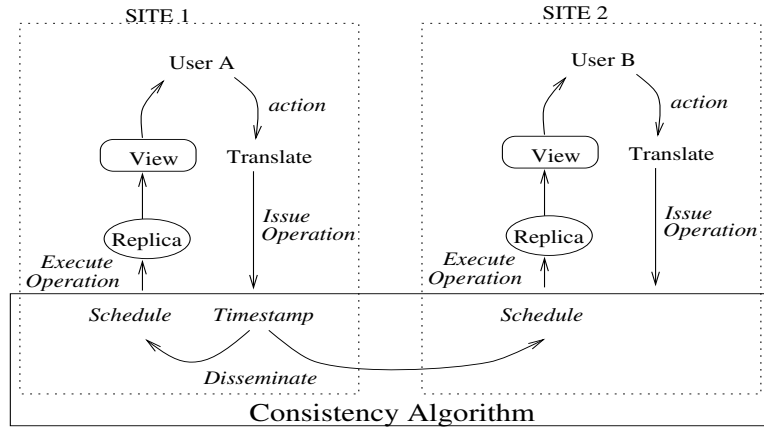 SITE 1
User A
action
View
Translate
Issue
Operation
Replica
Execute
Operation
Schedule
Timestamp
Disseminate
SITE 2
User B
action
View
Translate
Issue
Operation
Replica
Execute
Operation
Schedule
Consistency Algorithm